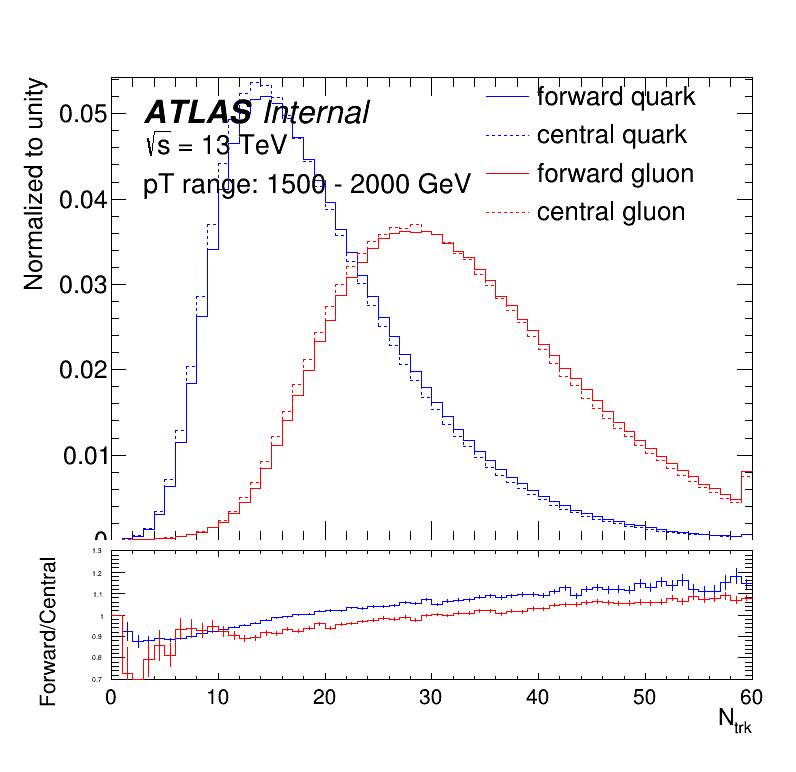 Normalized to unity
0.05
0.04
0.03
0.02
0.01
0
ATLAS Internal
√s = 13 TeV
pT range: 1500 - 2000 GeV
forward quark
central quark
forward gluon
central gluon
Forward/Central
1.3
1.2
1.1
1
0.9
0.8
0.7
0 10 20 30 40 50 60
N_trk